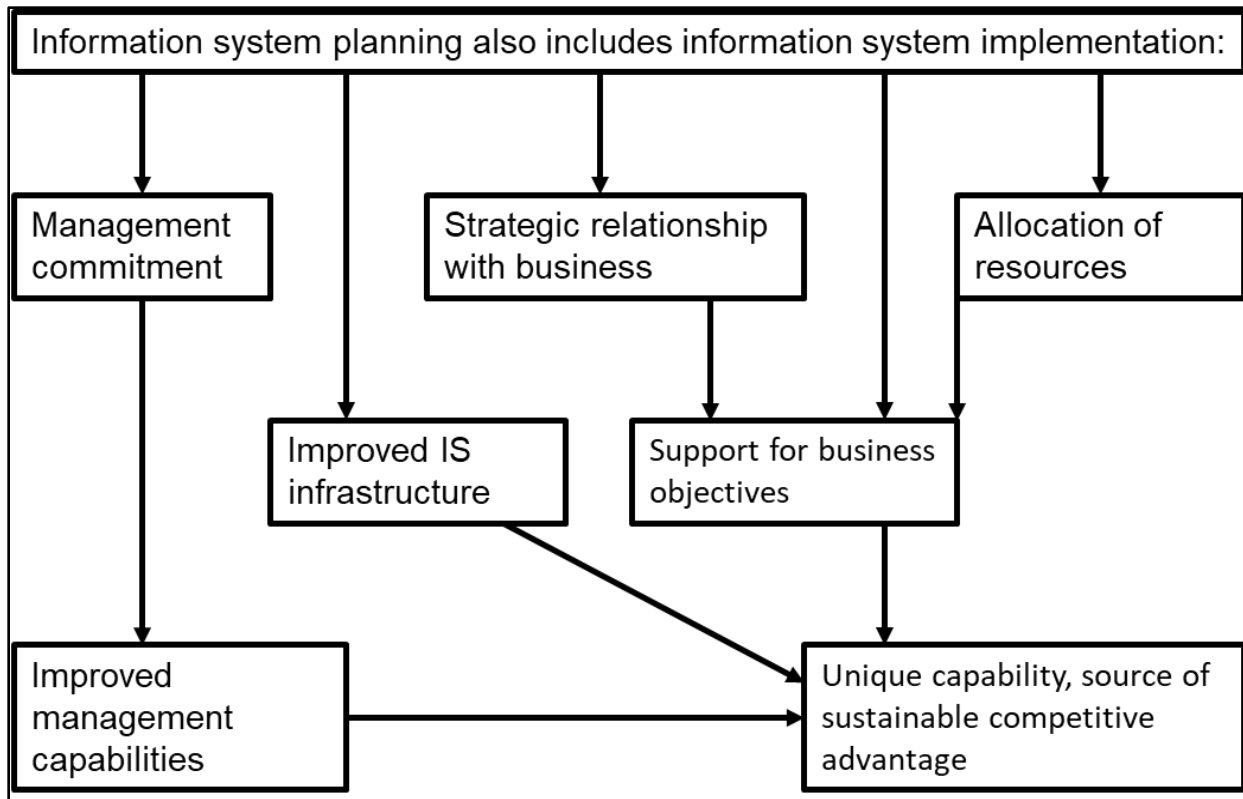 Information system planning also includes information system implementation:
Management
commitment
Strategic relationship
with business
Allocation of
resources
Improved IS
infrastructure
Support for business
objectives
Improved
management
capabilities
Unique capability, source of
sustainable competitive
advantage